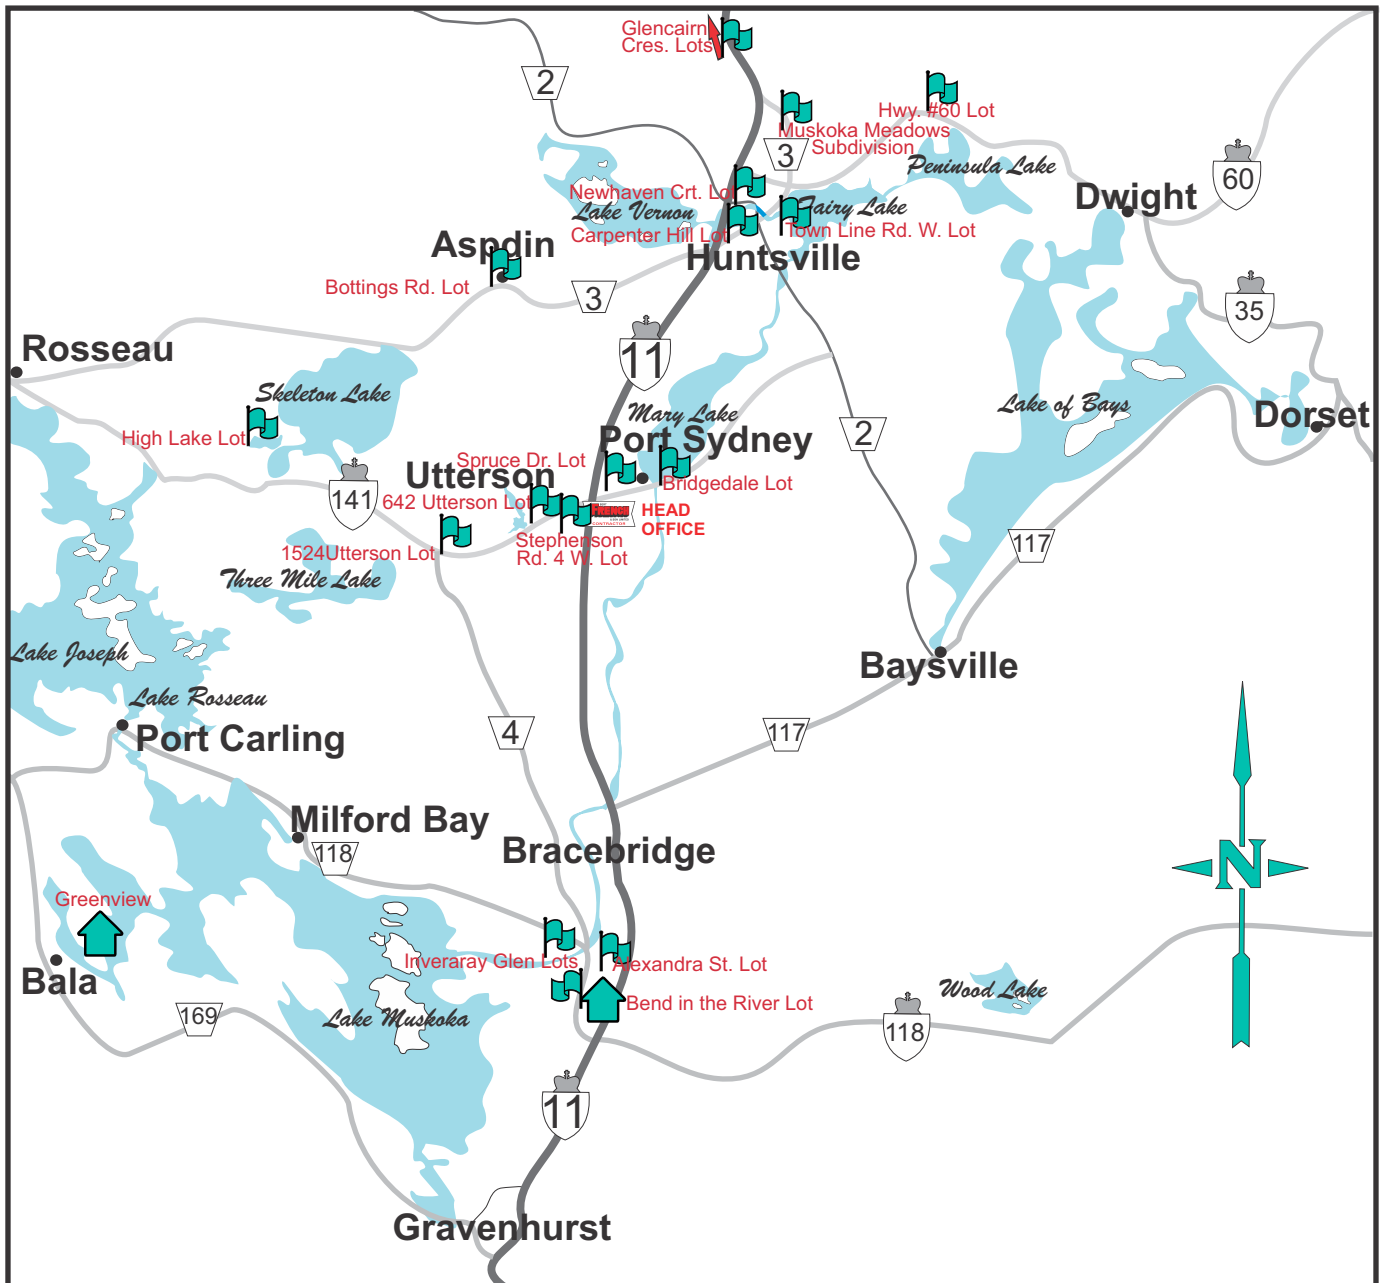 Glencairn
Cres. Lots
2
Hwy. #60 Lot
Muskoka Meadows
Subdivision
3
Peninsula Lake
60
Newhaven Crt. Lot
Dwight
Lake Vernon
Fairy Lake
Carpenter Hill Lot
Town Line Rd. W. Lot
Aspdin
Huntsville
Bottings Rd. Lot
3
35
Rosseau
11
Skeleton Lake
Mary Lake
Lake of Bays
Dorset
High Lake Lot
Port Sydney
2
Spruce Dr. Lot
Utterson
Bridgedale Lot
141
642 Utterson Lot
HEAD
OFFICE
CONTRACTOR
Stephenson
Rd. 4 W. Lot
1524Utterson Lot
117
Three Mile Lake
Lake Joseph
Baysville
Lake Rosseau
Port Carling
4
117
Milford Bay
118
Bracebridge
N
Greenview
Inveraray Glen Lots
Alexandra St. Lot
Bala
Wood Lake
Bend in the River Lot
169
Lake Muskoka
118
11
Gravenhurst